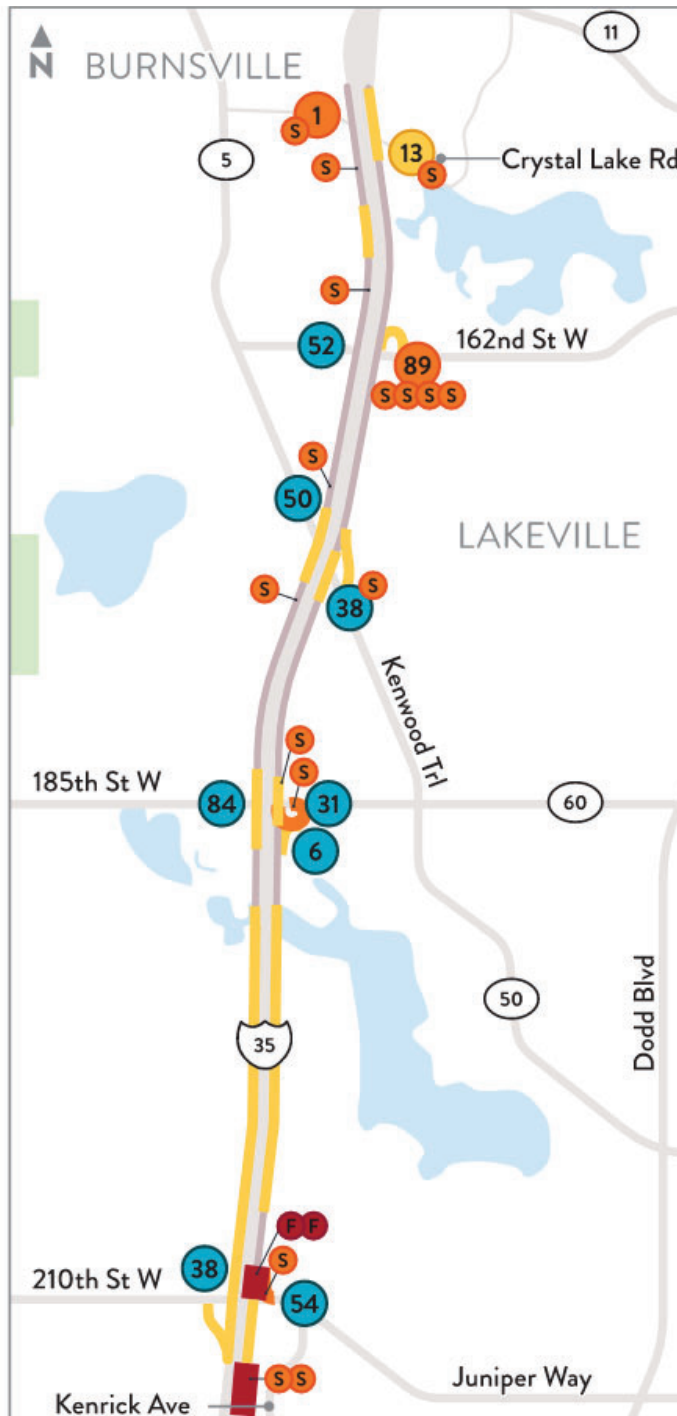 11
N BURNSVILLE
1
S
5
S
13
Crystal Lake Rd
S
S
52
162nd St W
89
S S S S
S
50
LAKEVILLE
S
S
38
Kenwood Trl
S
S
185th St W
84
31
60
6
50
Dodd Blvd
35
F F
S
38
210th St W
54
S S
Juniper Way
Kenrick Ave